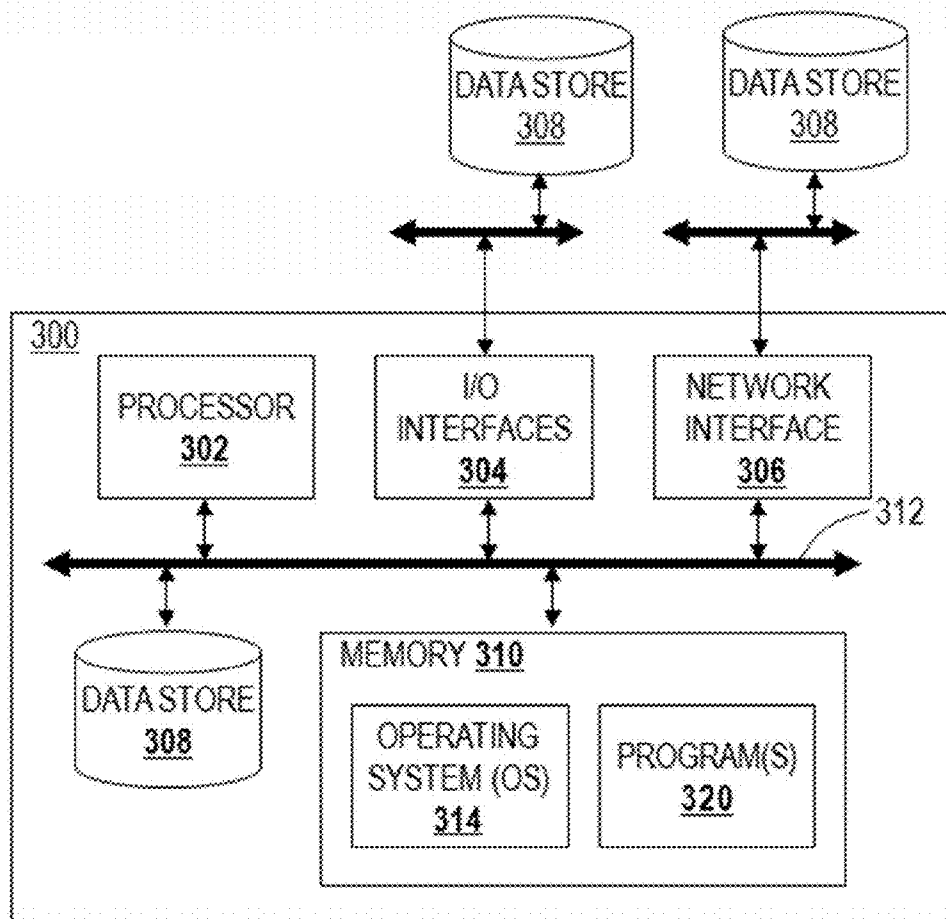 DATA STORE
308
DATA STORE
308
300
PROCESSOR
302
I/O
INTERFACES
304
NETWORK
INTERFACE
306
312
DATA STORE
308
MEMORY 310
OPERATING
SYSTEM (OS)
314
PROGRAM(S)
320